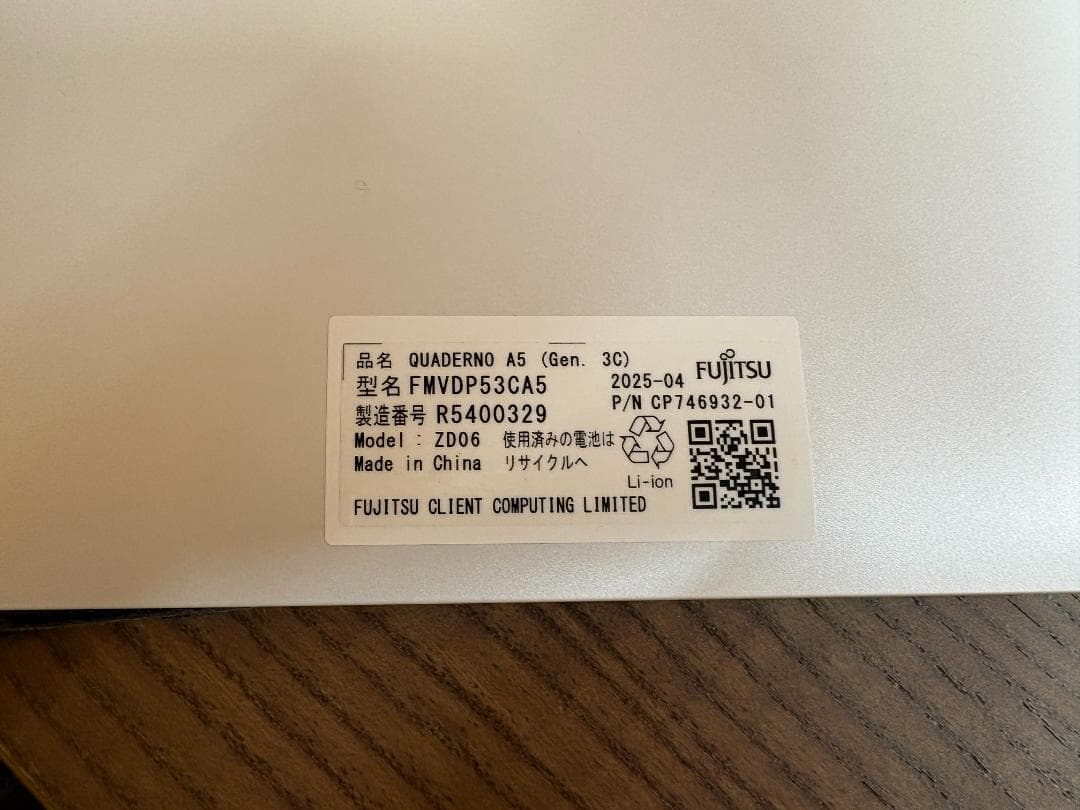 品名 QUADERNO A5 (Gen. 3C)
型名 FMVDP53CA5
製造番号 R5400329
Model : ZD06
Made in China
2025-04
FUJITSU
P/N CP746932-01
使用済みの電池は
リサイクルへ
Li-ion
FUJITSU CLIENT COMPUTING LIMITED